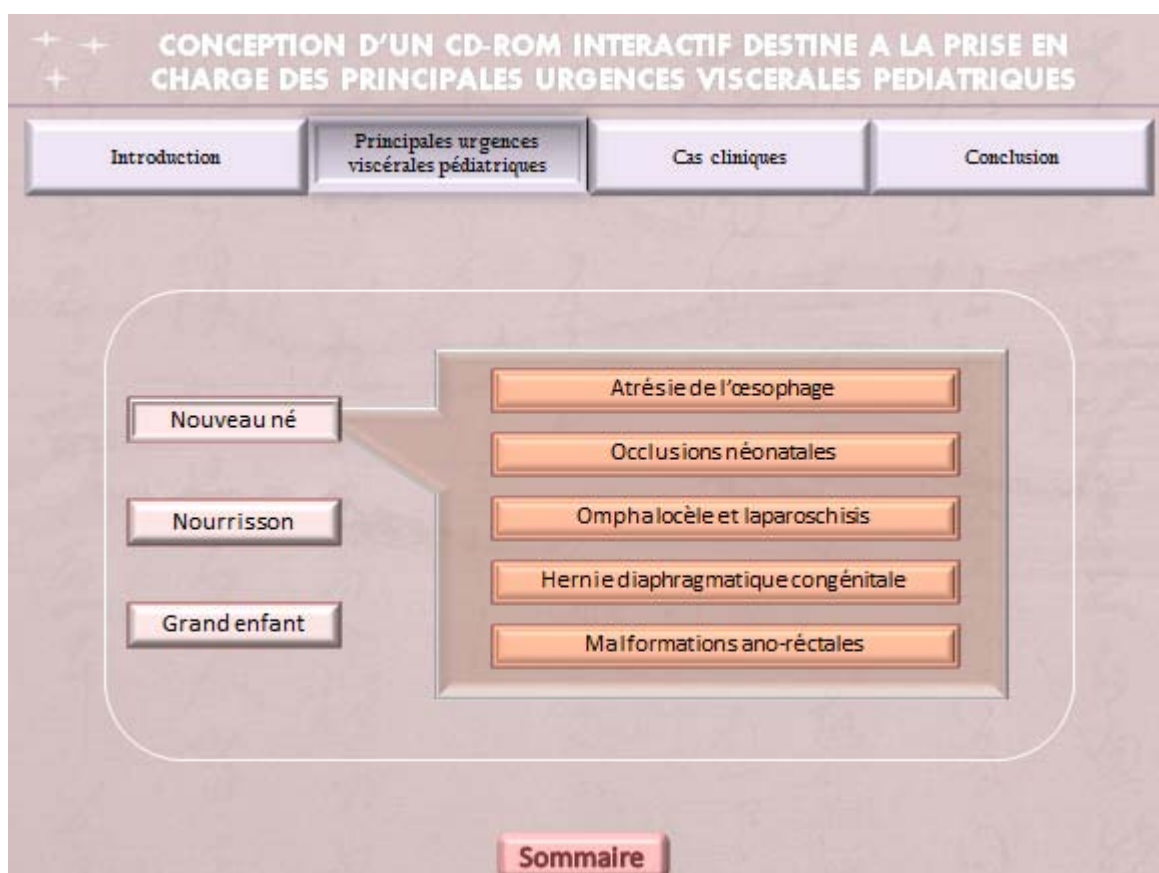 CONCEPTION D'UN CD-ROM INTERACTIF DESTINE A LA PRISE EN
CHARGE DES PRINCIPALES URGENCES VISCERALES PEDIATRIQUES
Introduction
Principales urgences
viscérales pédiatriques
Cas cliniques
Conclusion
Nouveau né
Nourrisson
Grand enfant
Atrésie de l'œsophage
Occlusions néonatales
Omphalocèle et laparoschisis
Hernie diaphragmatique congénitale
Malformations ano-réctales
Sommaire